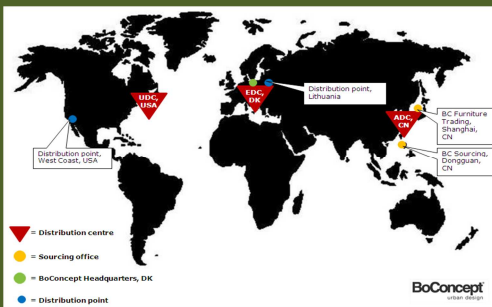 UDC,
USA
EDC,
DK
Distribution point,
Lithuania
ADC,
CN
BC Furniture
Trading,
Shanghai,
CN
Distribution point,
West Coast, USA
BC Sourcing,
Dongguan,
CN
= Distribution centre
= Sourcing office
= BoConcept Headquarters, DK
= Distribution point
BoConcept
urban design